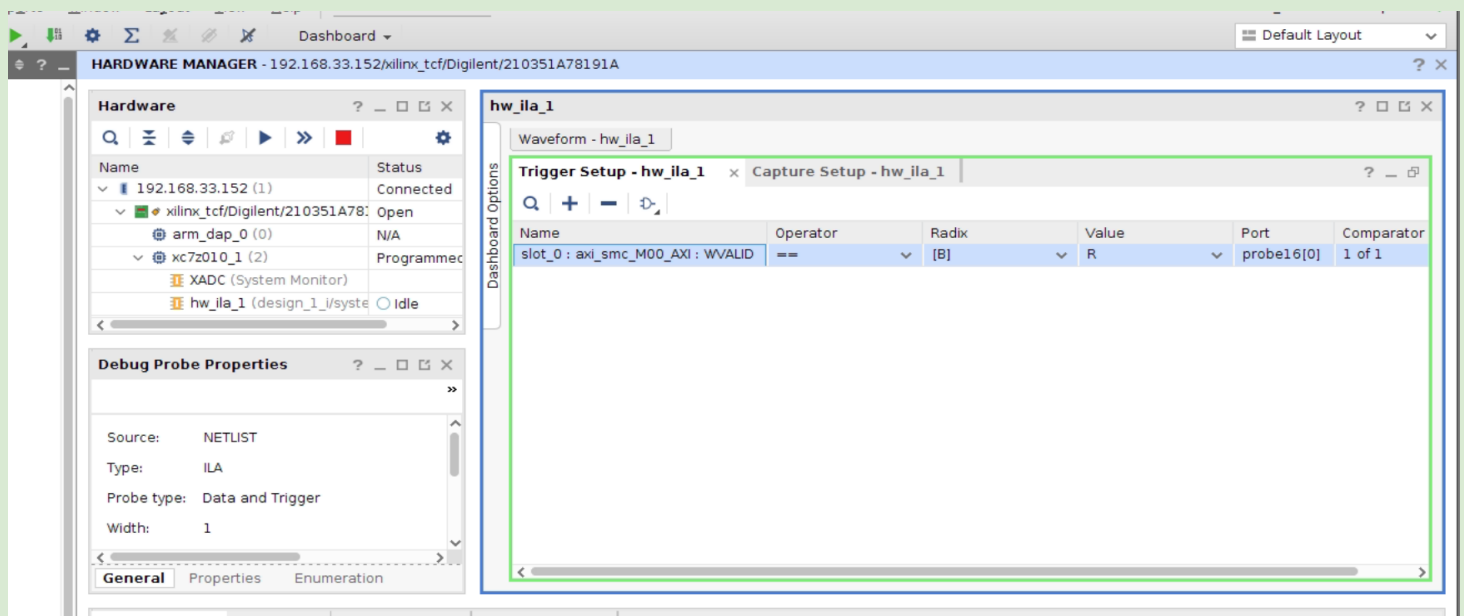 Dashboard
Default Layout
HARDWARE MANAGER - 192.168.33.152/xilinx_tcf/Digilent/210351A78191A
Hardware
Name Status
192.168.33.152 (1) Connected
xilinx_tcf/Digilent/210351A781 Open
arm_dap_0 (0) N/A
xc7z010_1 (2) Programmed
XADC (System Monitor)
hw_ila_1 (design_1_i/syste Idle
Debug Probe Properties
Source: NETLIST
Type: ILA
Probe type: Data and Trigger
Width: 1
General Properties Enumeration
hw_ila_1
Dashboard Options
Waveform - hw_ila_1
Trigger Setup - hw_ila_1 Capture Setup - hw_ila_1
Name Operator Radix Value Port Comparator
slot_0 : axi_smc_M00_AXI : WVALID == [B] R probe16[0] 1 of 1